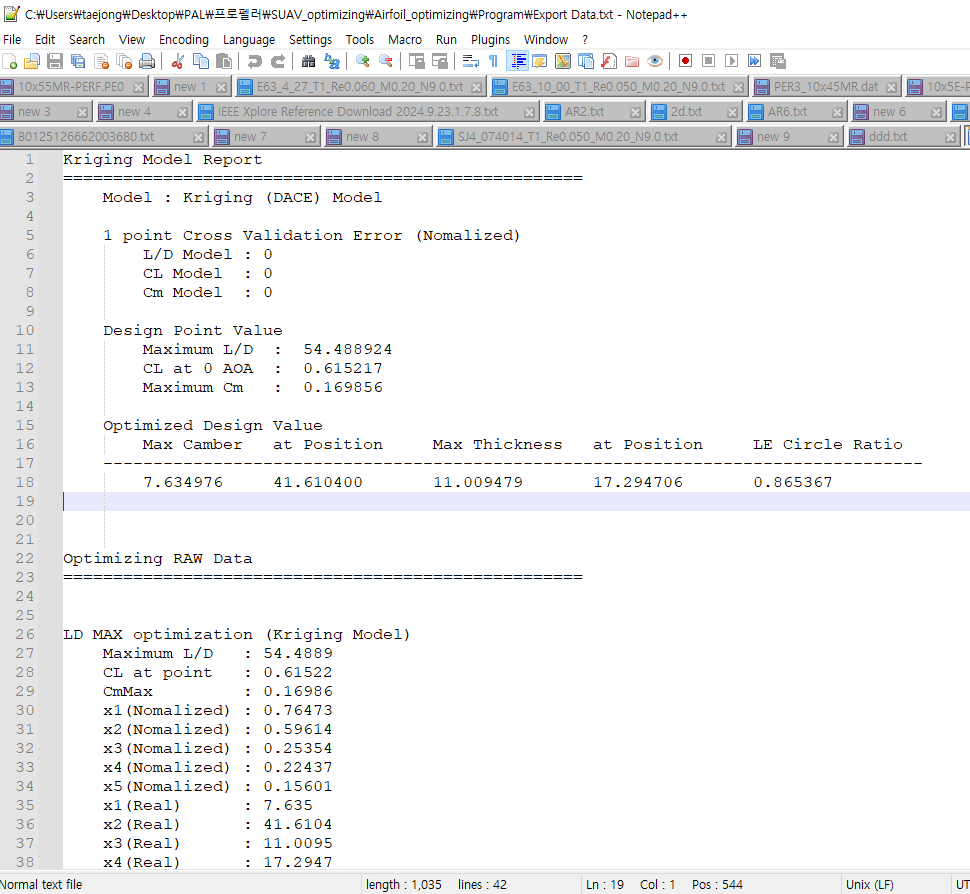 C:₩Users₩taejong₩Desktop₩PAL₩프로펠러₩SUAV_optimizing₩Airfoil_optimizing₩Program₩Export Data.txt - Notepad++
File Edit Search View Encoding Language Settings Tools Macro Run Plugins Window ?
10x55MR-PERF.PE0 new 1 E63_4_27_T1_Re0.060_M0.20_N9.0.txt E63_10_00_T1_Re0.050_M0.20_N9.0.txt PER3_10x45MR.dat 10x5E-P
new 3 new 4 IEEE Xplore Reference Download 2024.9.23.1.7.8.txt AR2.txt 2d.txt AR6.txt new 6
B0125126662003680.txt new 7 new 8 SJ4_074014_T1_Re0.050_M0.20_N9.0.txt new 9 ddd.txt
1 Kriging Model Report
2 ====================================================
3 Model : Kriging (DACE) Model
4
5 1 point Cross Validation Error (Nomalized)
6 L/D Model : 0
7 CL Model : 0
8 Cm Model : 0
9
10 Design Point Value
11 Maximum L/D : 54.488924
12 CL at 0 AOA : 0.615217
13 Maximum Cm : 0.169856
14
15 Optimized Design Value
16 Max Camber at Position Max Thickness at Position LE Circle Ratio
17 ----------------------------------------------------------------------------------
18 7.634976 41.610400 11.009479 17.294706 0.865367
19
20
21
22 Optimizing RAW Data
23 ====================================================
24
25
26 LD MAX optimization (Kriging Model)
27 Maximum L/D : 54.4889
28 CL at point : 0.61522
29 CmMax : 0.16986
30 x1(Nomalized) : 0.76473
31 x2(Nomalized) : 0.59614
32 x3(Nomalized) : 0.25354
33 x4(Nomalized) : 0.22437
34 x5(Nomalized) : 0.15601
35 x1(Real) : 7.635
36 x2(Real) : 41.6104
37 x3(Real) : 11.0095
38 x4(Real) : 17.2947
Normal text file length : 1,035 lines : 42 Ln : 19 Col : 1 Pos : 544 Unix (LF) UT